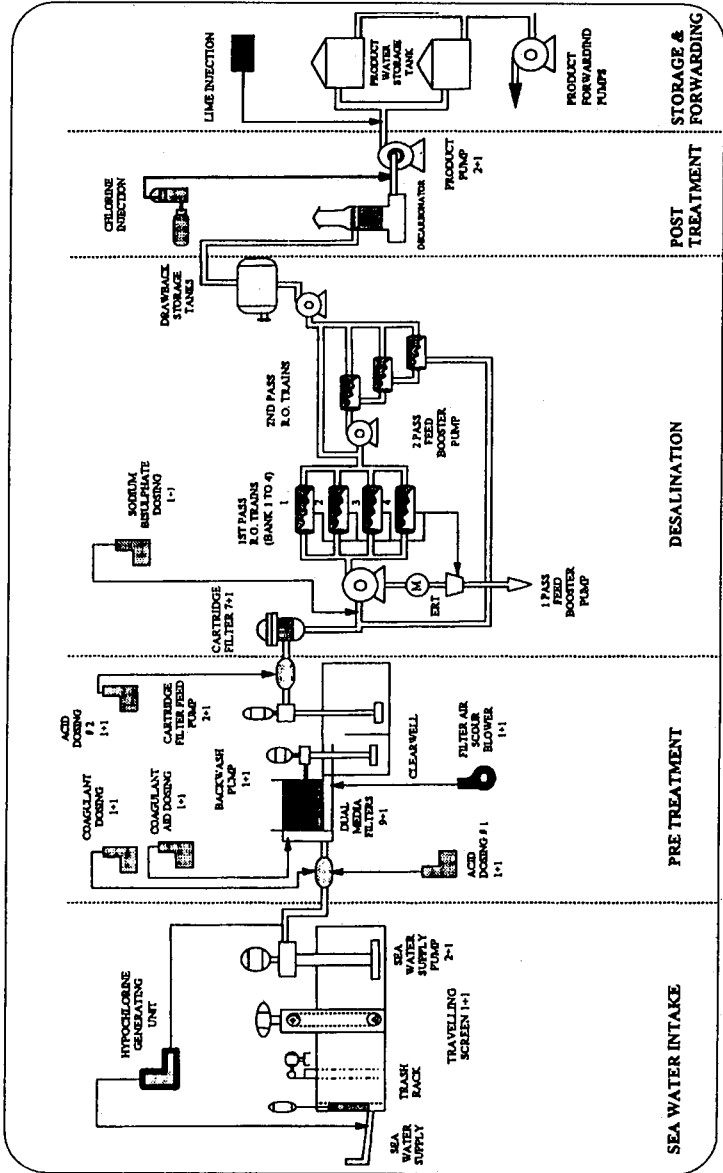 HYPOCHLORINE
GENERATING
UNIT
SEA
WATER
SUPPLY
TRASH
RACK
TRAVELLING
SCREEN 1+1
SEA
WATER
SUPPLY
PUMP
2+1
SEA WATER INTAKE
COAGULANT
DOSING
1+1
COAGULANT
AID DOSING
1+1
ACID
DOSING
# 2
1+1
CARTRIDGE
FILTER FEED
PUMP
2+1
BACKWASH
PUMP
1+1
DUAL
MEDIA
FILTERS
9+1
CLEARWELL
ACID
DOSING # 1
1+1
FILTER AIR
SCOUR
BLOWER
1+1
PRE TREATMENT
CARTRIDGE
FILTER 7+1
SODIUM
BISULPHATE
DOSING
1+1
1ST PASS
R.O. TRAINS
(BANK 1 TO 4)
1
2
3
4
M
ERT
1 PASS
FEED
BOOSTER
PUMP
2ND PASS
R.O. TRAINS
2 PASS
FEED
BOOSTER
PUMP
DRAWBACK
STORAGE
TANKS
DESALINATION
CHLORINE
INJECTION
DECARBONATOR
PRODUCT
PUMP
2+1
POST
TREATMENT
LIME INJECTION
PRODUCT
WATER
STORAGE
TANK
PRODUCT
FORWARDIND
PUMPS
STORAGE &
FORWARDING